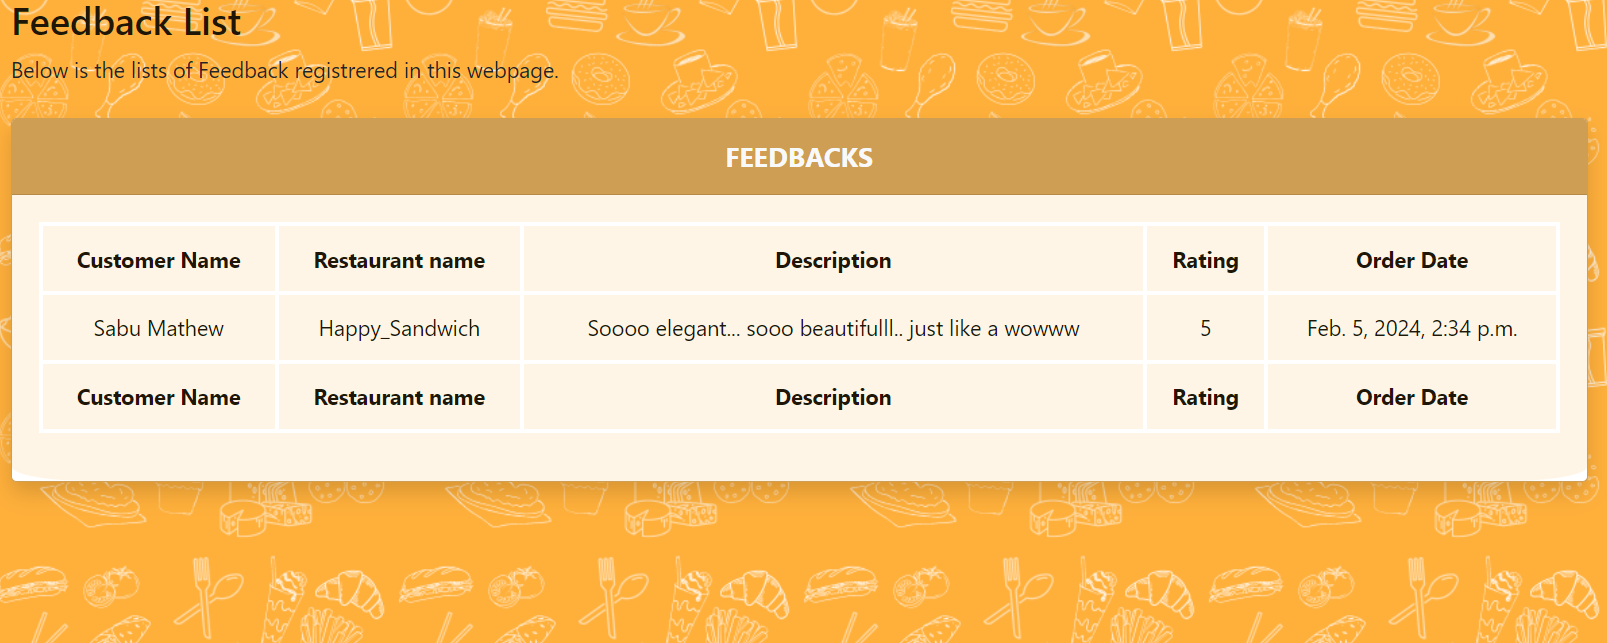 Feedback List
Below is the lists of Feedback registrered in this webpage.
FEEDBACKS
Customer Name Restaurant name Description Rating Order Date
Sabu Mathew Happy_Sandwich Soooo elegant... sooo beautifulll.. just like a wowww 5 Feb. 5, 2024, 2:34 p.m.
Customer Name Restaurant name Description Rating Order Date